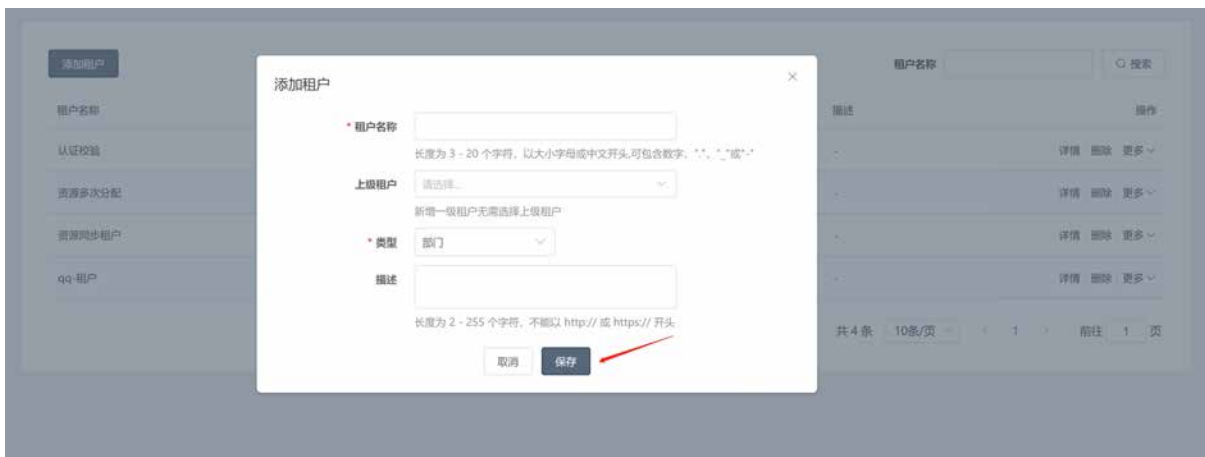 添加租户
租户名称
搜索
租户名称
描述
操作
认证校验
-
详情 删除 更多
资源多次分配
-
详情 删除 更多
资源同步租户
-
详情 删除 更多
qq-租户
-
详情 删除 更多
共 4 条 10条/页 1 前往 1 页
添加租户
* 租户名称
长度为 3 - 20 个字符，以大小字母或中文开头,可包含数字、"."、"_"或"-"
上级租户 请选择...
新增一级租户无需选择上级租户
* 类型 部门
描述
长度为 2 - 255 个字符，不能以 http:// 或 https:// 开头
取消 保存